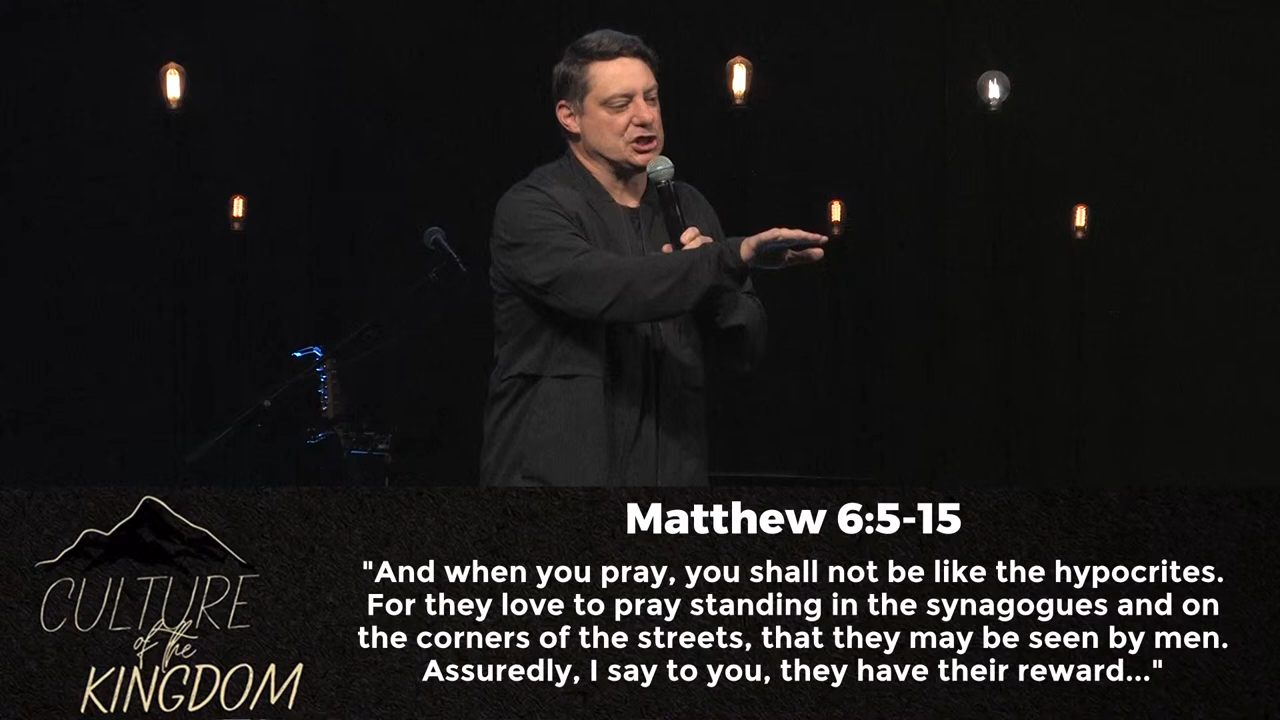 Matthew 6:5-15
"And when you pray, you shall not be like the hypocrites.
For they love to pray standing in the synagogues and on
the corners of the streets, that they may be seen by men.
Assuredly, I say to you, they have their reward..."
CULTURE
of the
KINGDOM